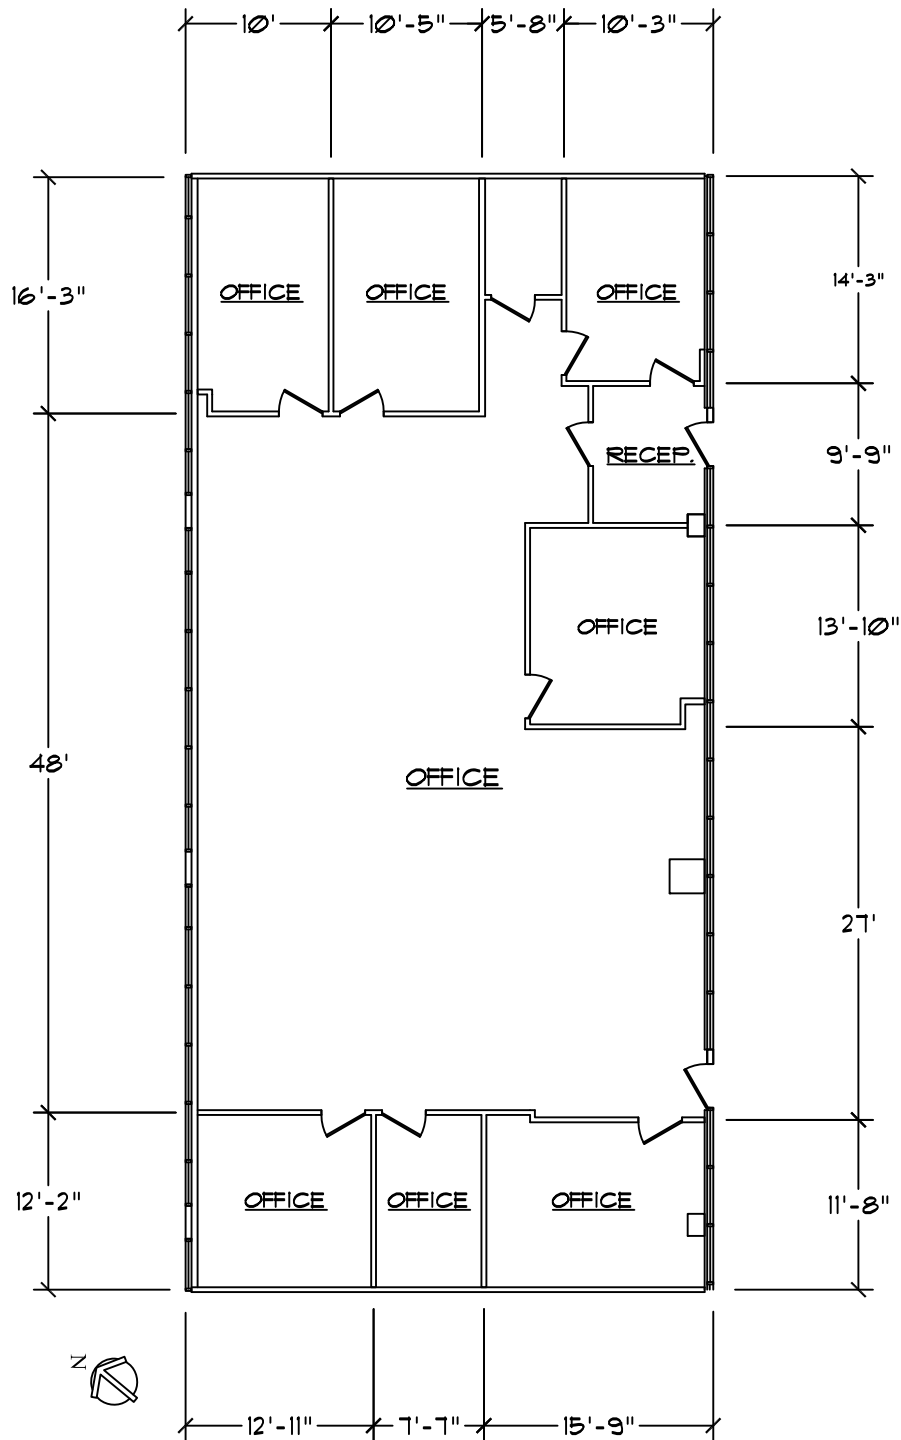 10' 10'-5" 5'-8" 10'-3"
OFFICE OFFICE OFFICE
16'-3" 14'-3"
RECEP. 9'-9"
OFFICE 13'-10"
48' OFFICE
27'
OFFICE OFFICE OFFICE
12'-2" 11'-8"
N
12'-11" 7'-7" 15'-9"